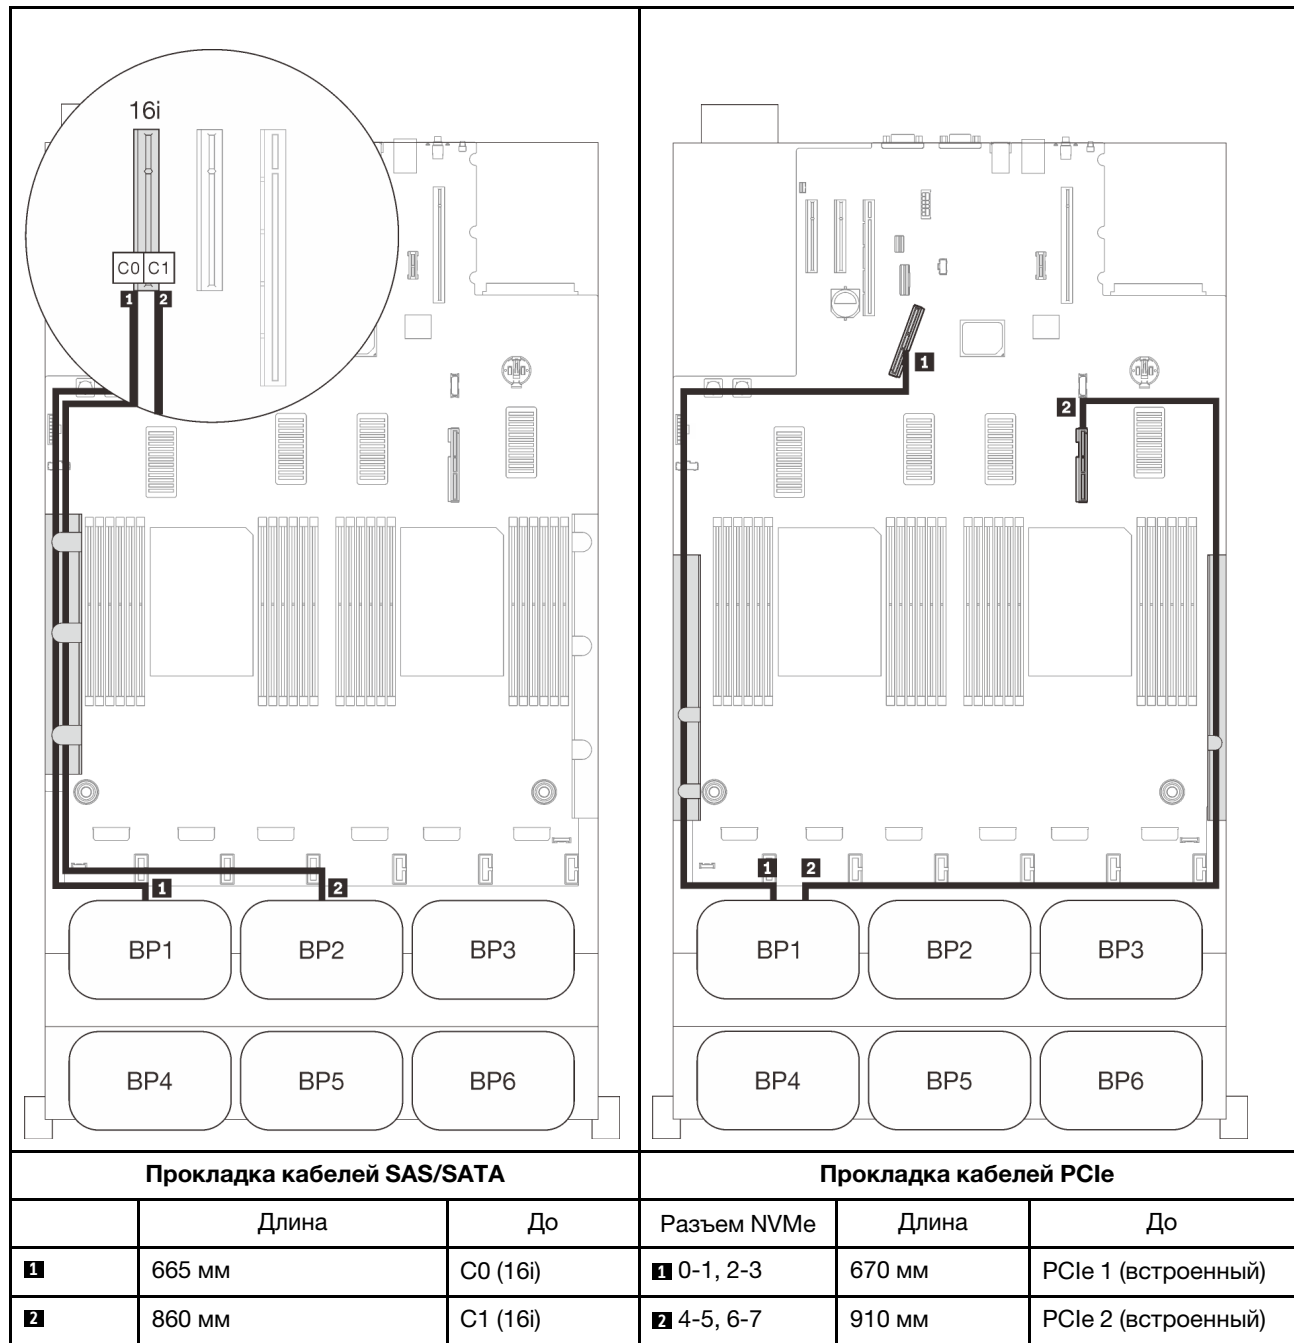 16i
C0 C1
1 2
1 2
BP1 BP2 BP3
BP4 BP5 BP6
1
2
1 2
BP1 BP2 BP3
BP4 BP5 BP6
Прокладка кабелей SAS/SATA
Прокладка кабелей PCIe
Длина До Разъем NVMe Длина До
1 665 мм C0 (16i) 1 0-1, 2-3 670 мм PCIe 1 (встроенный)
2 860 мм C1 (16i) 2 4-5, 6-7 910 мм PCIe 2 (встроенный)